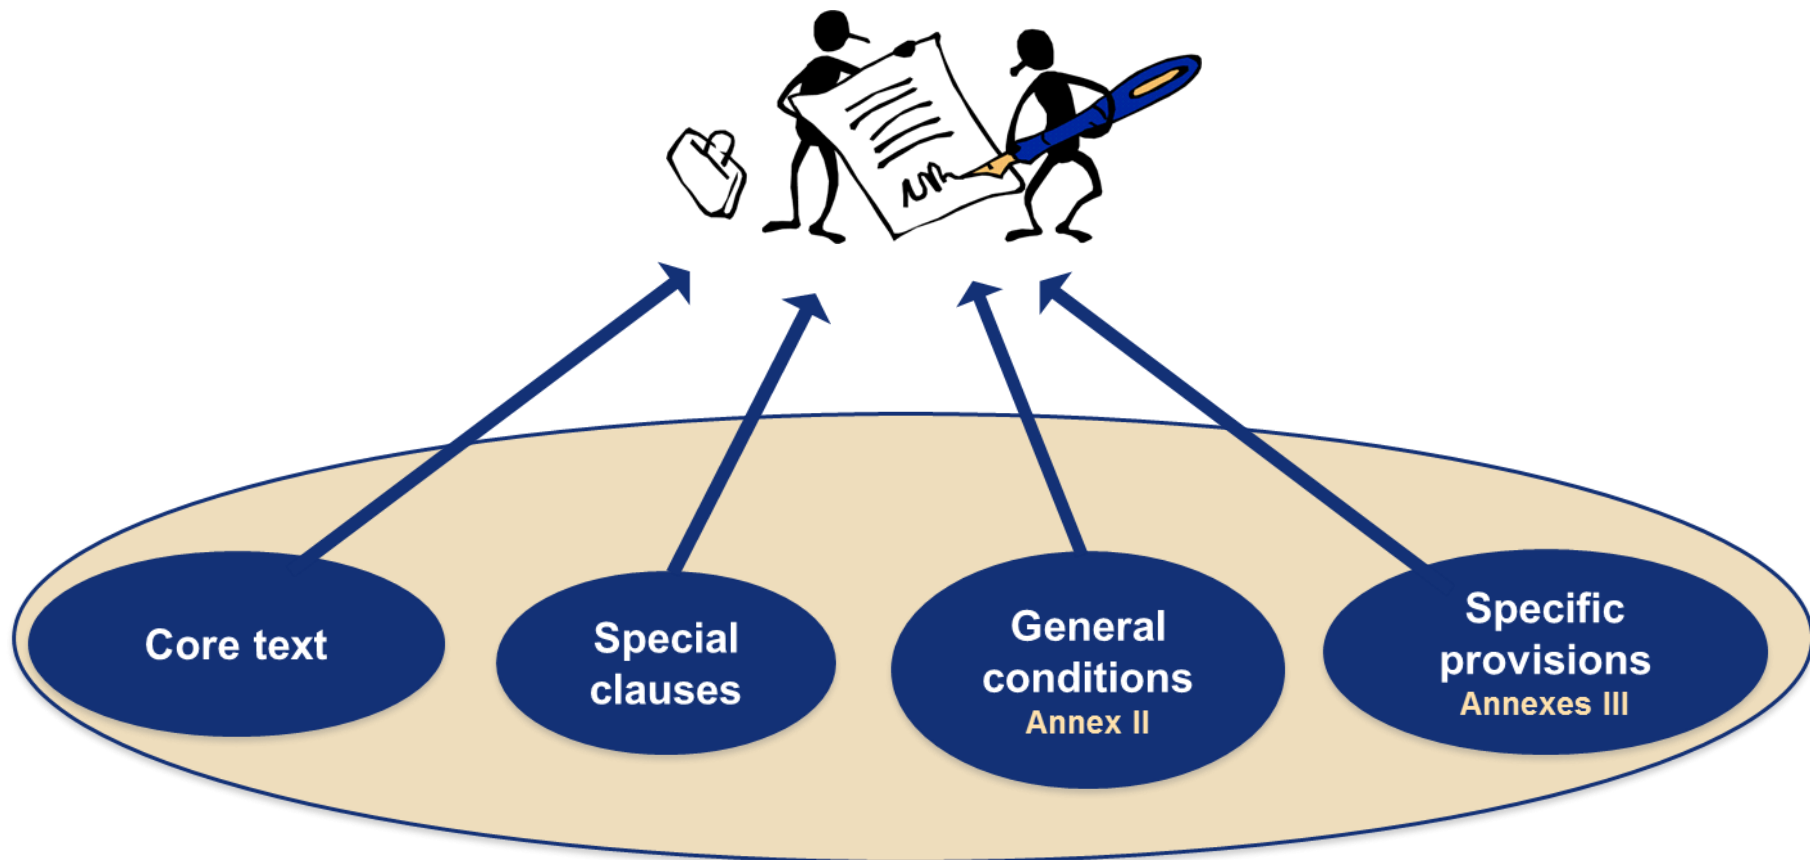 Core text
Special
clauses
General
conditions
Annex II
Specific
provisions
Annexes III